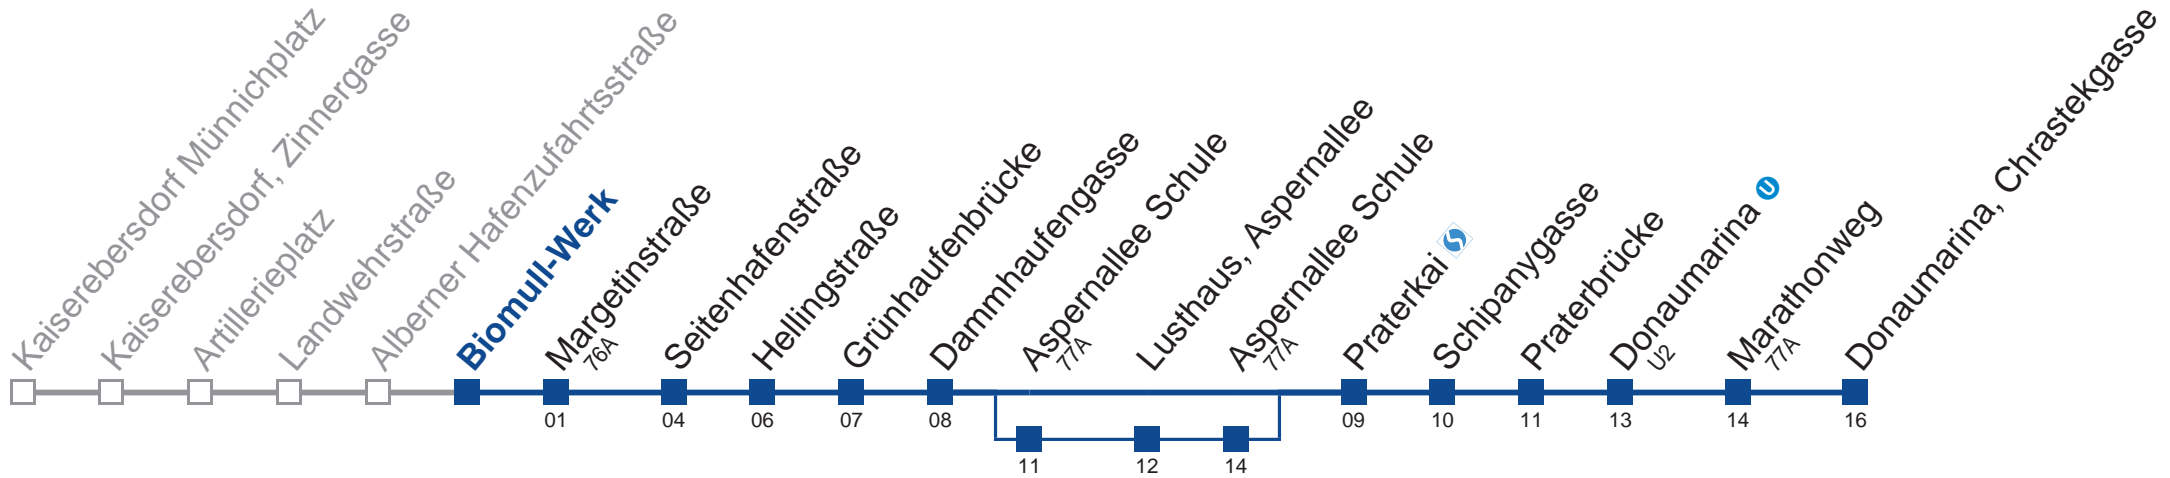 Kaiserebersdorf Münnichplatz
Kaiserebersdorf, Zinnergasse
Artillerieplatz
Landwehrstraße
Alberner Hafenzufahrtsstraße
Biomull-Werk
Margetinstraße
76A
Seitenhafenstraße
Hellingstraße
Grünhaufenbrücke
Dammhaufengasse
Aspernallee Schule
77A
Lusthaus, Aspernallee
Aspernallee Schule
77A
Praterkai
Schipanygasse
Praterbrücke
Donaumarina U
U2
Marathonweg
77A
Donaumarina, Chrastekgasse
01 04 06 07 08 09 10 11 13 14 16
11 12 14